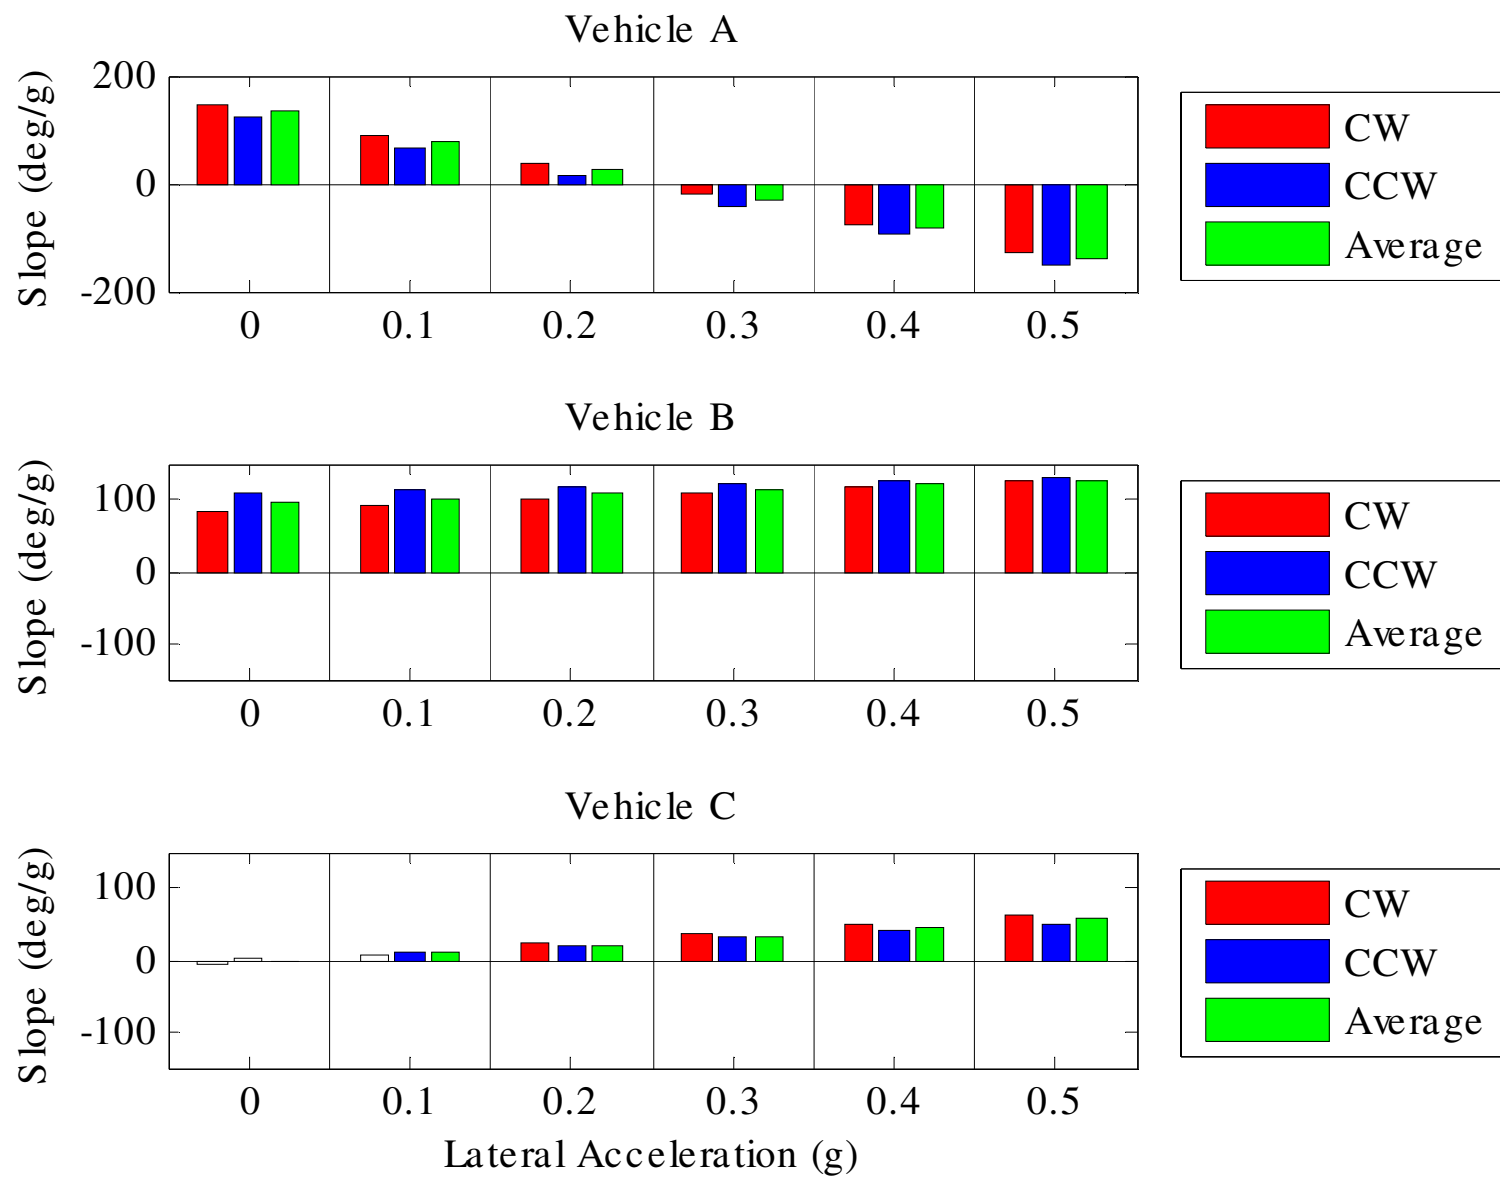 Vehicle A
Slope (deg/g)
200
0
-200
0 0.1 0.2 0.3 0.4 0.5
CW
CCW
Average
Vehicle B
Slope (deg/g)
100
0
-100
0 0.1 0.2 0.3 0.4 0.5
CW
CCW
Average
Vehicle C
Slope (deg/g)
100
0
-100
0 0.1 0.2 0.3 0.4 0.5
Lateral Acceleration (g)
CW
CCW
Average